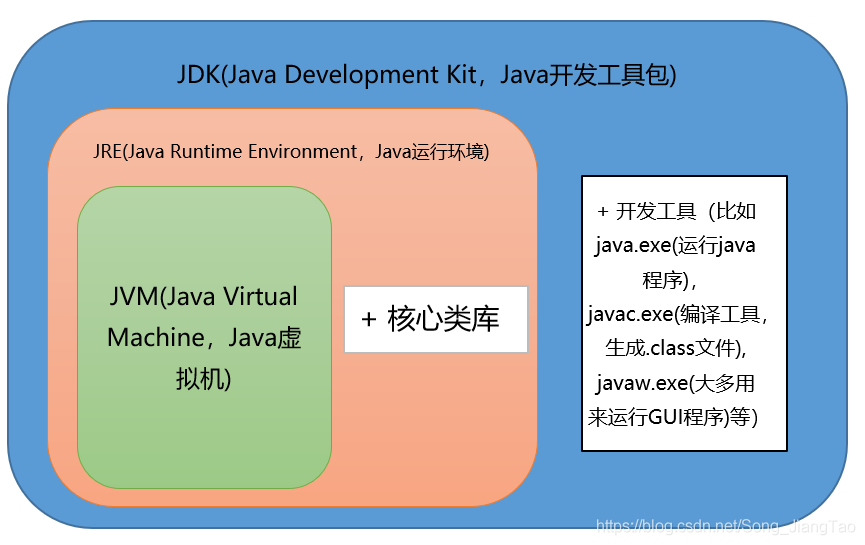 JDK(Java Development Kit，Java开发工具包)
JRE(Java Runtime Environment，Java运行环境)
JVM(Java Virtual
Machine，Java虚
拟机)
+ 核心类库
+ 开发工具（比如
java.exe(运行java
程序)，
javac.exe(编译工具，
生成.class文件)，
javaw.exe(大多用
来运行GUI程序)等）
https://blog.csdn.net/Song_JiangTao